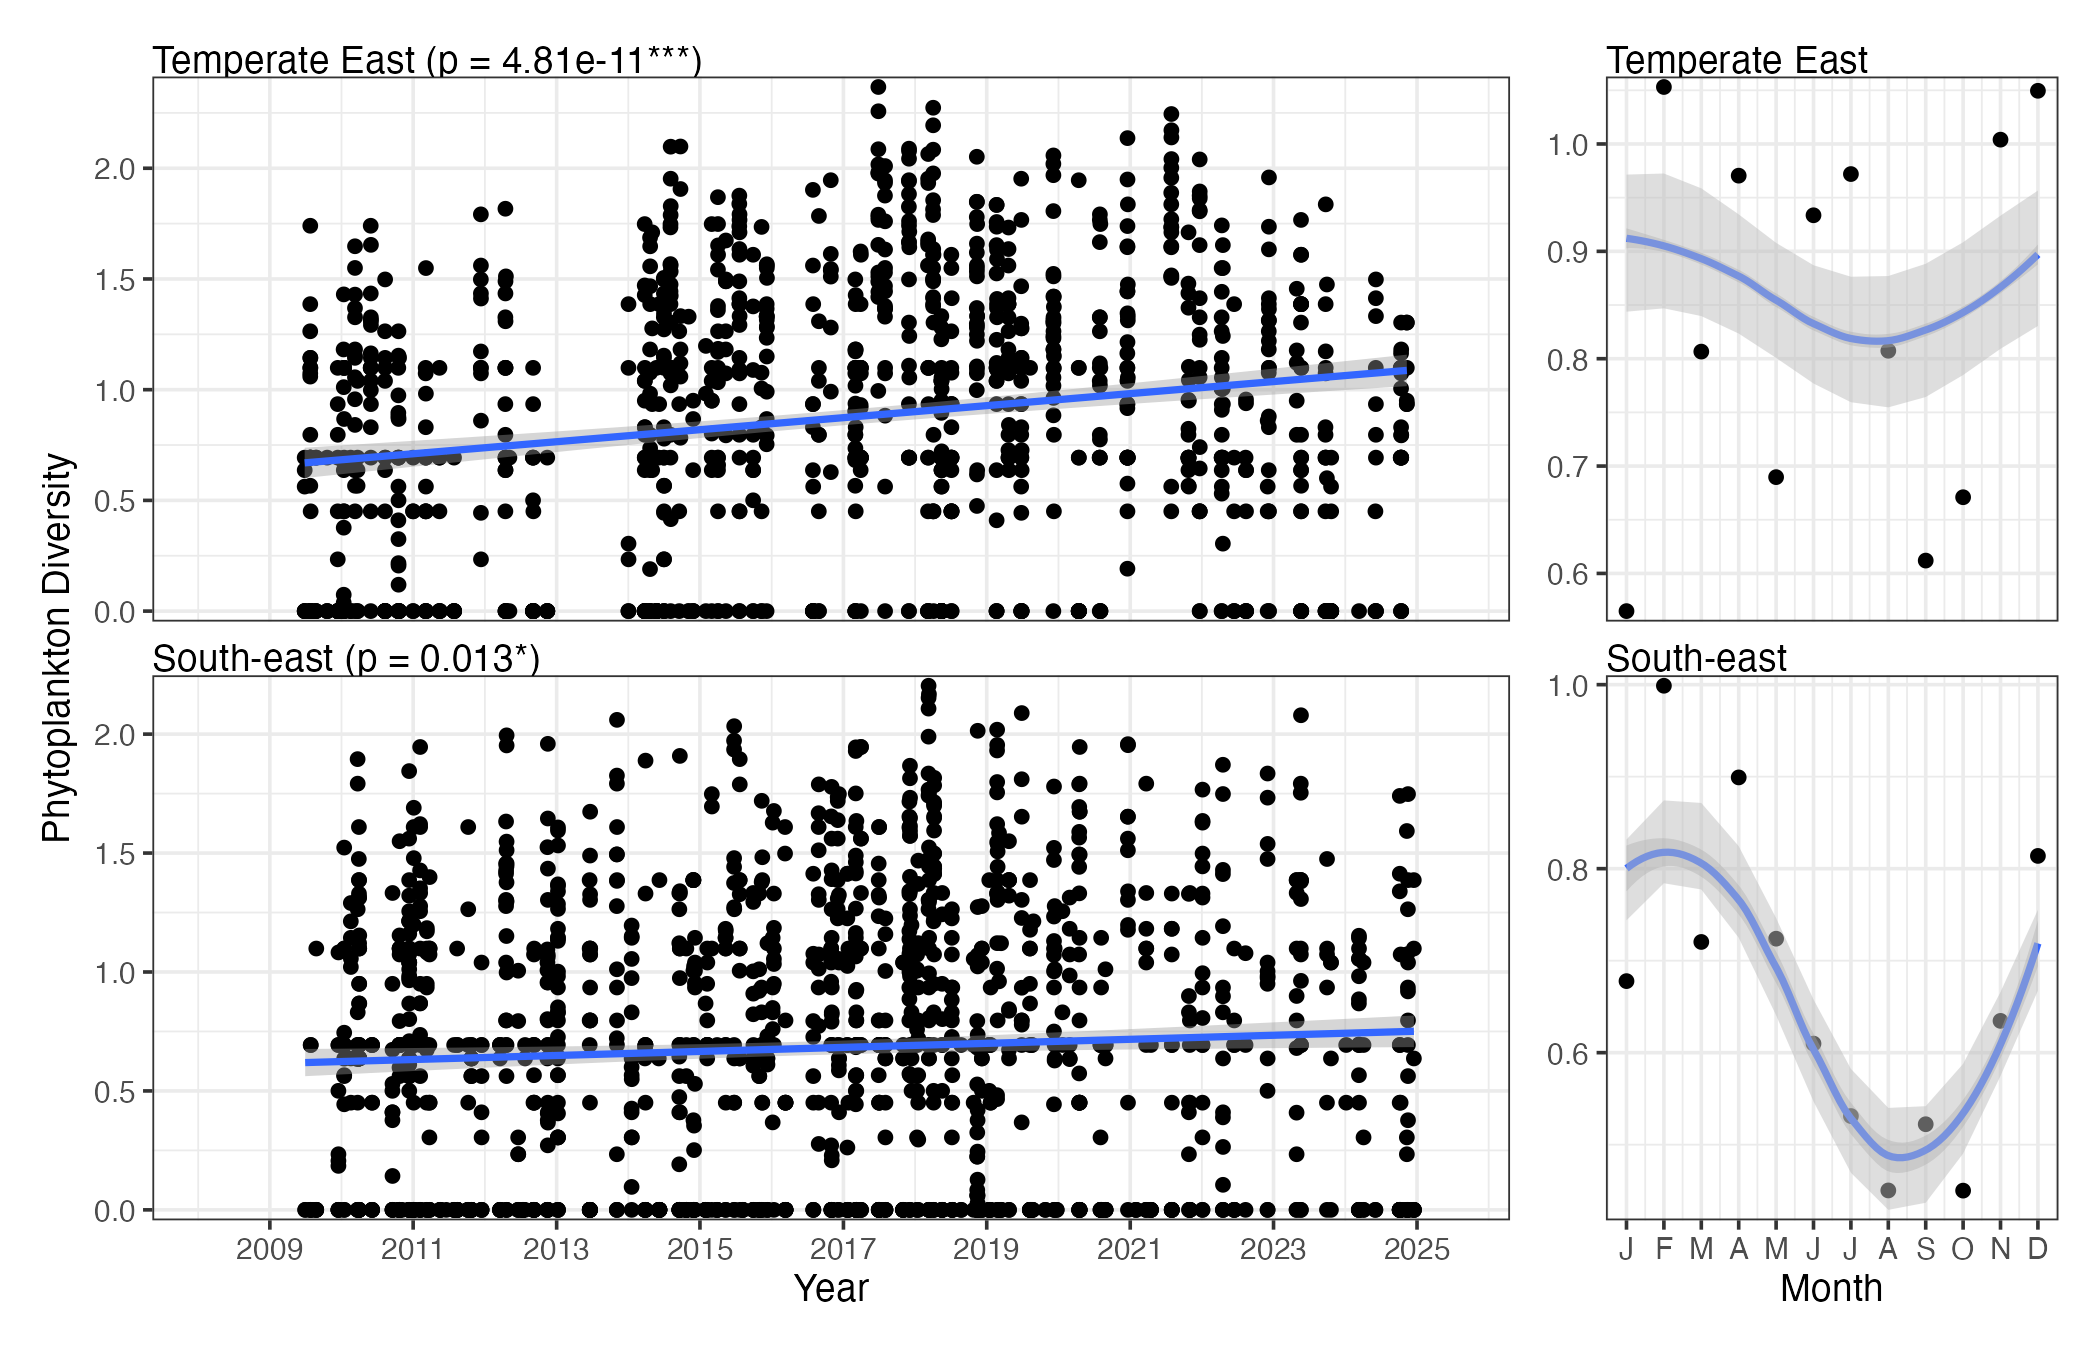 Temperate East (p = 4.81e-11***)
Temperate East
2.0
1.5
1.0
0.5
0.0
1.0
0.9
0.8
0.7
0.6
Phytoplankton Diversity
South-east (p = 0.013*)
South-east
2.0
1.5
1.0
0.5
0.0
1.0
0.8
0.6
2009 2011 2013 2015 2017 2019 2021 2023 2025
J F M A M J J A S O N D
Year
Month